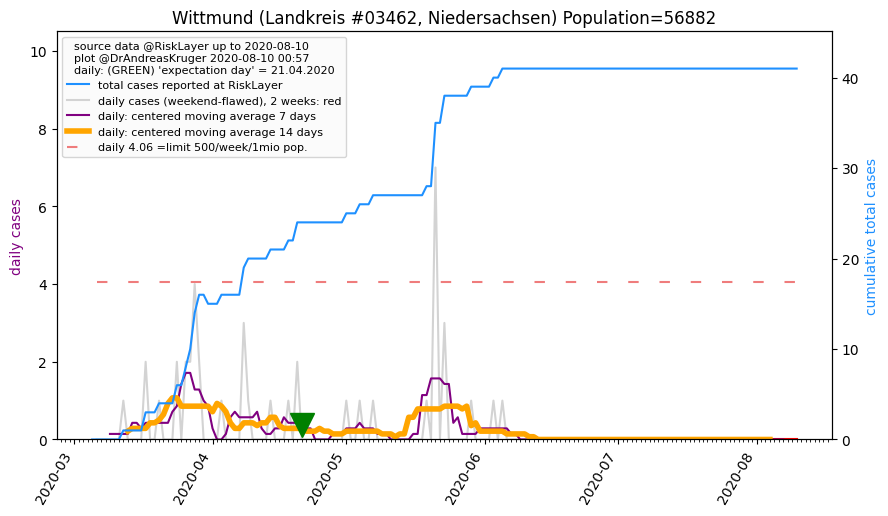 Wittmund (Landkreis #03462, Niedersachsen) Population=56882
source data @RiskLayer up to 2020-08-10
plot @DrAndreasKruger 2020-08-10 00:57
daily: (GREEN) 'expectation day' = 21.04.2020
total cases reported at RiskLayer
daily cases (weekend-flawed), 2 weeks: red
daily: centered moving average 7 days
daily: centered moving average 14 days
daily 4.06 =limit 500/week/1mio pop.
daily cases
10
8
6
4
2
0
cumulative total cases
40
30
20
10
0
2020-03
2020-04
2020-05
2020-06
2020-07
2020-08